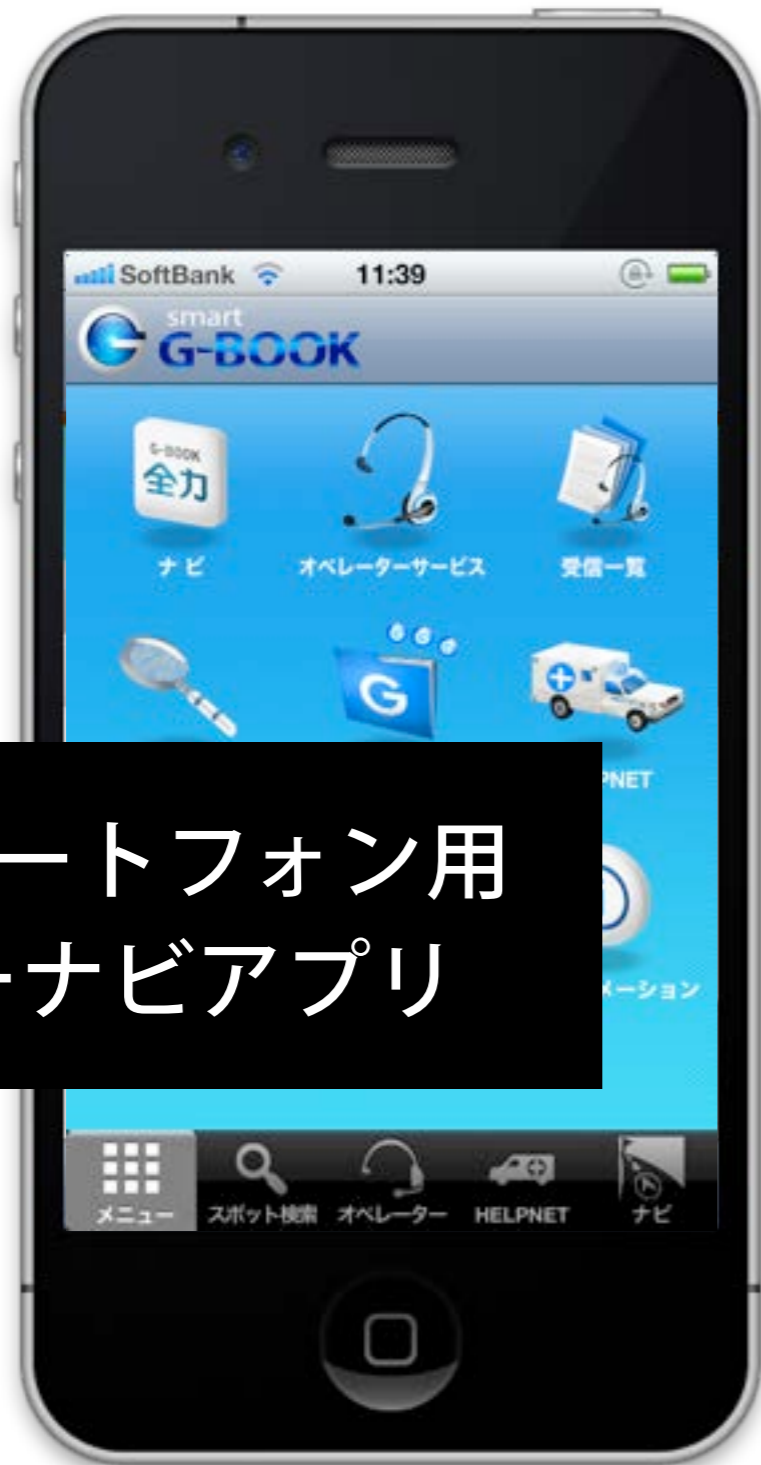 SoftBank 11:39
smart
G-BOOK
G-BOOK
全力
ナビ オペレーターサービス 受信一覧
G
PNET
ートフォン用
ーナビアプリ
メーション
メニュー スポット検索 オペレーター HELPNET ナビ